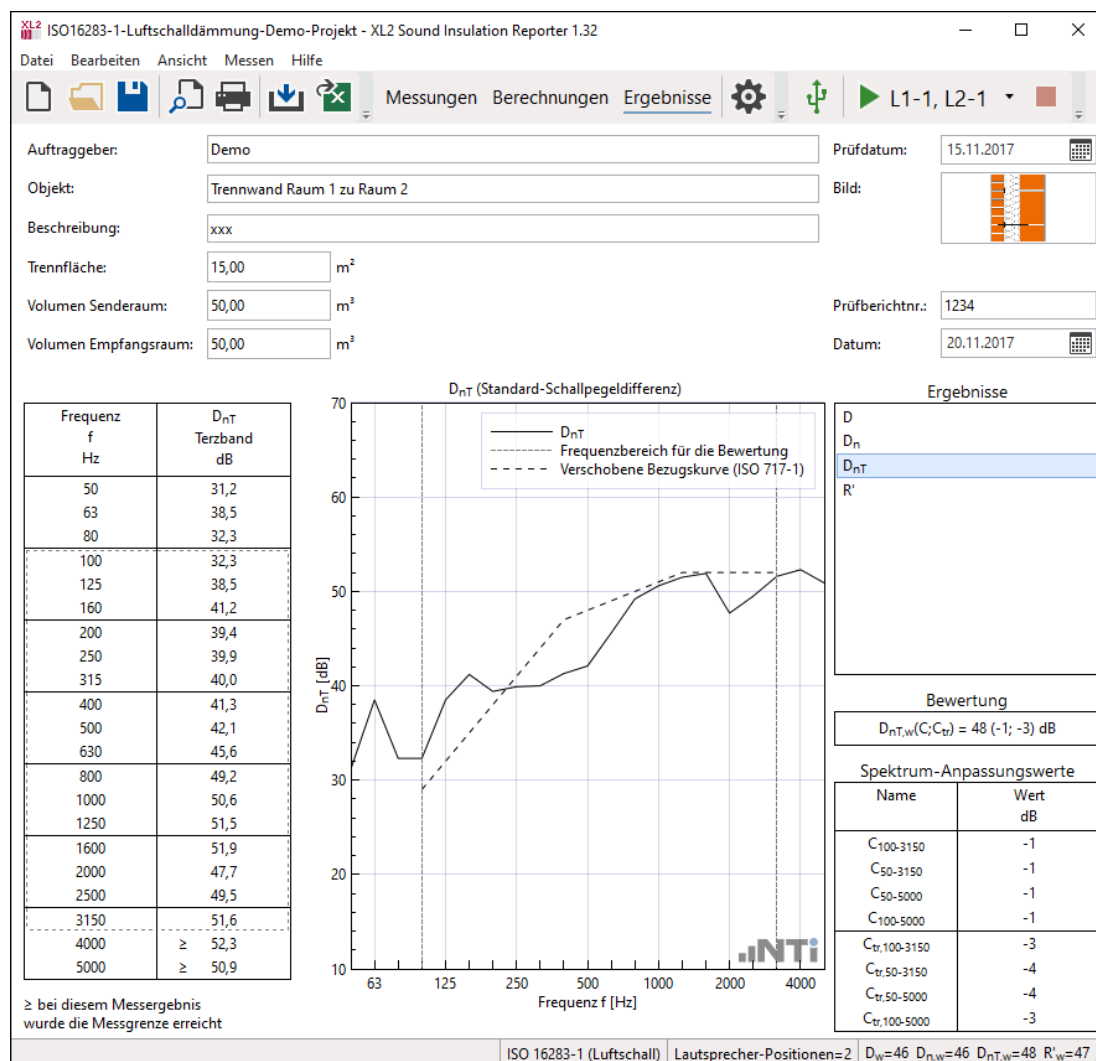 XL2 ISO16283-1-Luftschalldämmung-Demo-Projekt - XL2 Sound Insulation Reporter 1.32
Datei Bearbeiten Ansicht Messen Hilfe
Messungen Berechnungen Ergebnisse L1-1, L2-1
Auftraggeber: Demo Prüfdatum: 15.11.2017
Objekt: Trennwand Raum 1 zu Raum 2 Bild:
Beschreibung: xxx
Trennfläche: 15,00 m²
Volumen Senderaum: 50,00 m³ Prüfberichtnr.: 1234
Volumen Empfangsraum: 50,00 m³ Datum: 20.11.2017
Frequenz DnT
f Terzband
Hz dB
50 31,2
63 38,5
80 32,3
100 32,3
125 38,5
160 41,2
200 39,4
250 39,9
315 40,0
400 41,3
500 42,1
630 45,6
800 49,2
1000 50,6
1250 51,5
1600 51,9
2000 47,7
2500 49,5
3150 51,6
4000 ≥ 52,3
5000 ≥ 50,9
≥ bei diesem Messergebnis
wurde die Messgrenze erreicht
DnT (Standard-Schallpegeldifferenz)
DnT
Frequenzbereich für die Bewertung
Verschobene Bezugskurve (ISO 717-1)
70
60
50
40
30
20
10
DnT [dB]
63 125 250 500 1000 2000 4000
Frequenz f [Hz]
NTi
Ergebnisse
D
Dn
DnT
R'
Bewertung
DnT,w(C;Ctr) = 48 (-1; -3) dB
Spektrum-Anpassungswerte
Name Wert
dB
C100-3150 -1
C50-3150 -1
C50-5000 -1
C100-5000 -1
Ctr,100-3150 -3
Ctr,50-3150 -4
Ctr,50-5000 -4
Ctr,100-5000 -3
ISO 16283-1 (Luftschall) Lautsprecher-Positionen=2 Dw=46 Dn,w=46 DnT,w=48 R'w=47